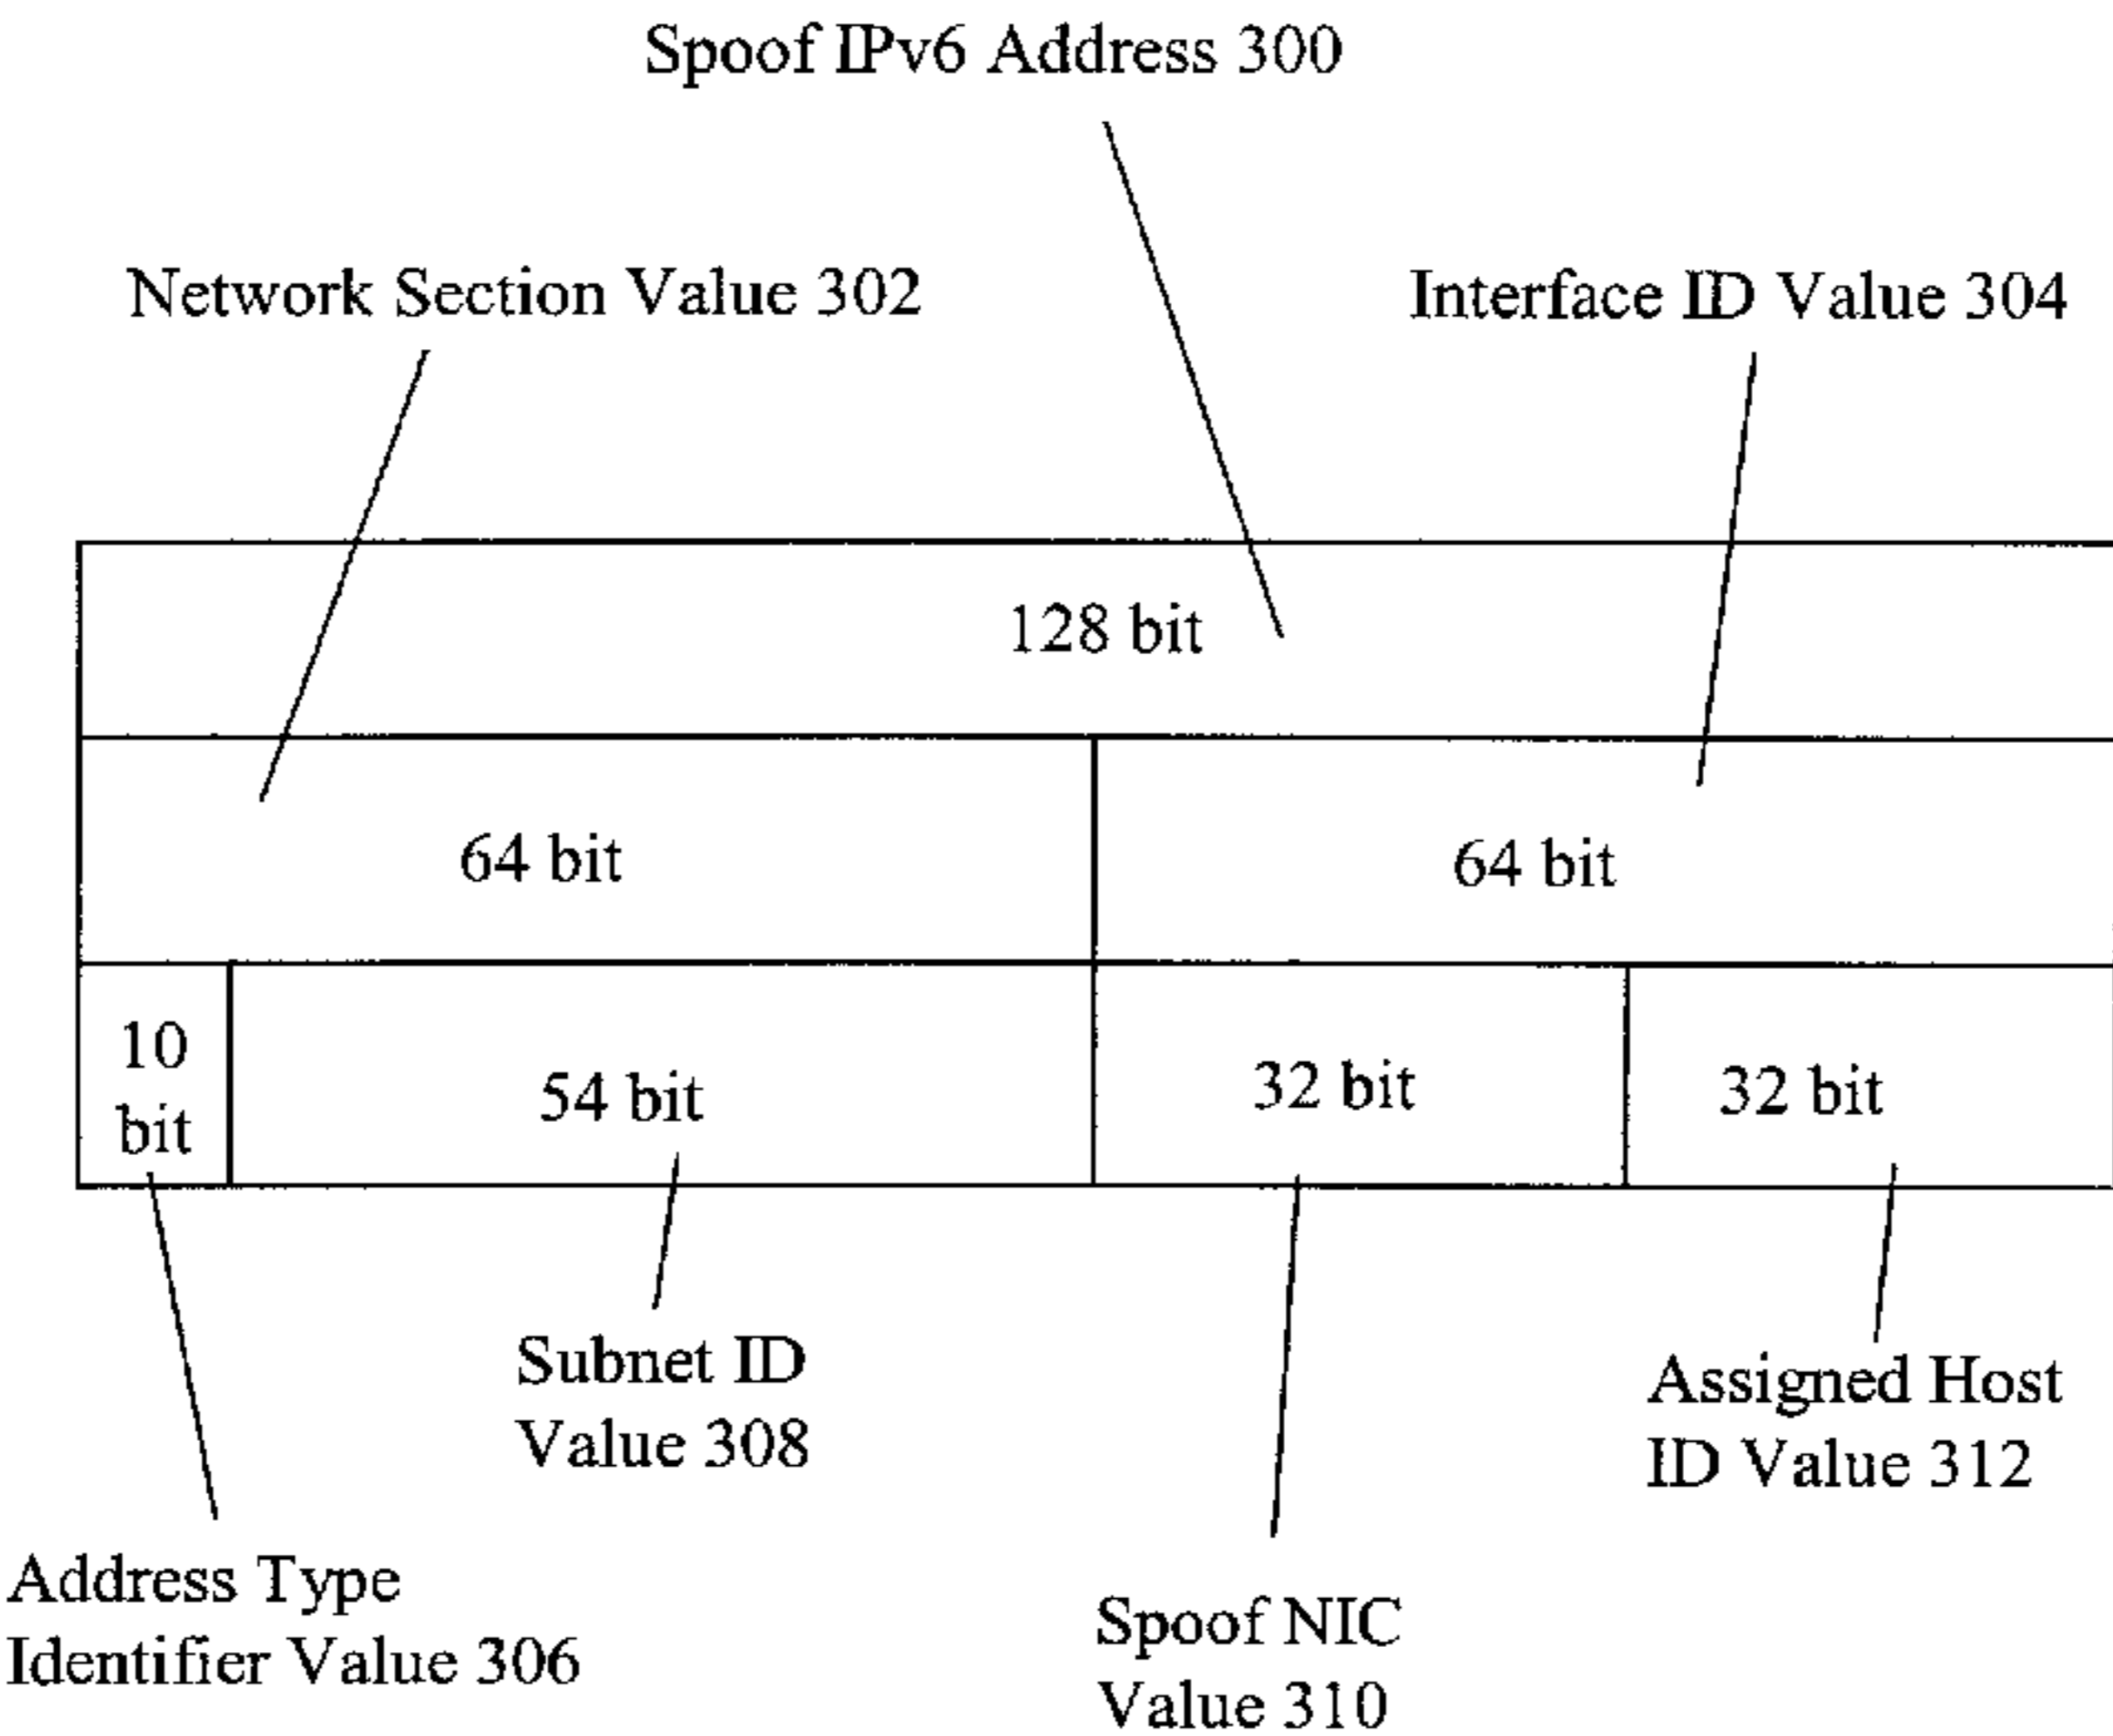 Spoof IPv6 Address 300
Network Section Value 302
Interface ID Value 304
128 bit
64 bit
64 bit
10
bit
54 bit
32 bit
32 bit
Subnet ID
Value 308
Assigned Host
ID Value 312
Address Type
Identifier Value 306
Spoof NIC
Value 310